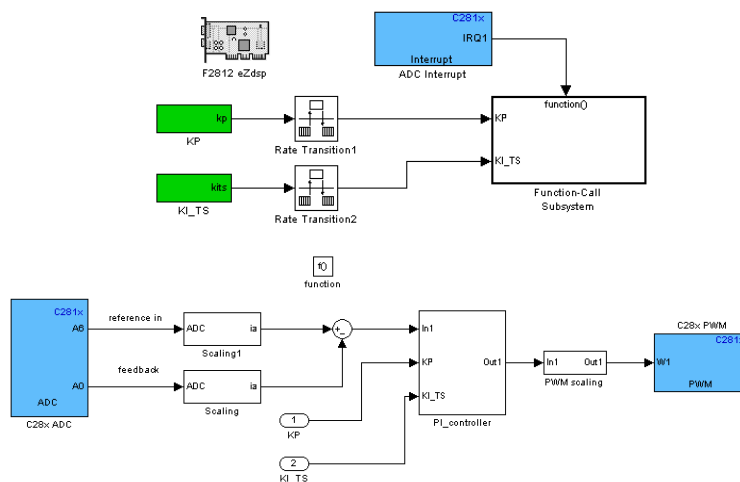 C281x
IRQ1
Interrupt
ADC Interrupt
F2812 eZdsp
function()
kp
KP
KP
Rate Transition1
kits
KI_TS
KI_TS
Rate Transition2
Function-Call
Subsystem
f()
function
C281x
A6
reference in
ADC
ia
Scaling1
+
-
In1
C28x PWM
C281x
KP
Out1
In1
Out1
W1
PWM scaling
PWM
A0
feedback
ADC
ia
Scaling
ADC
C28x ADC
KI_TS
1
KP
PI_controller
2
KI_TS